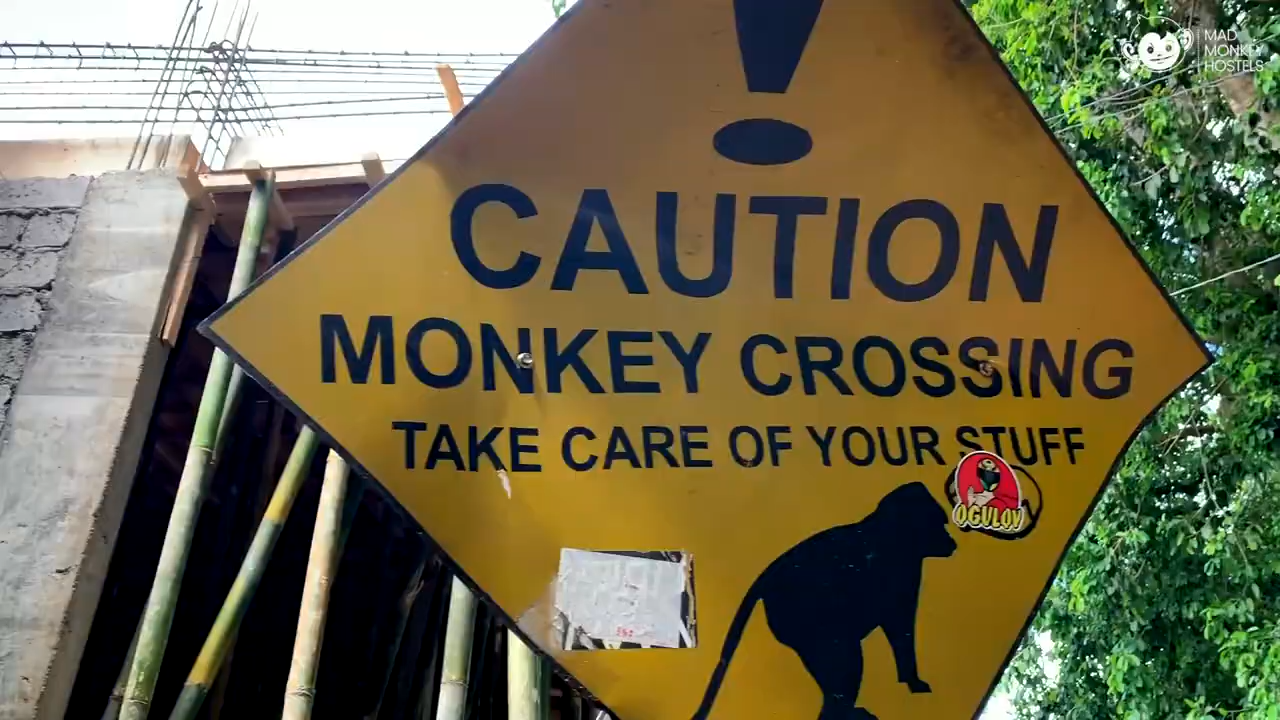 MAD
MONKEY
HOSTELS
!
CAUTION
MONKEY CROSSING
TAKE CARE OF YOUR STUFF
OGULOV